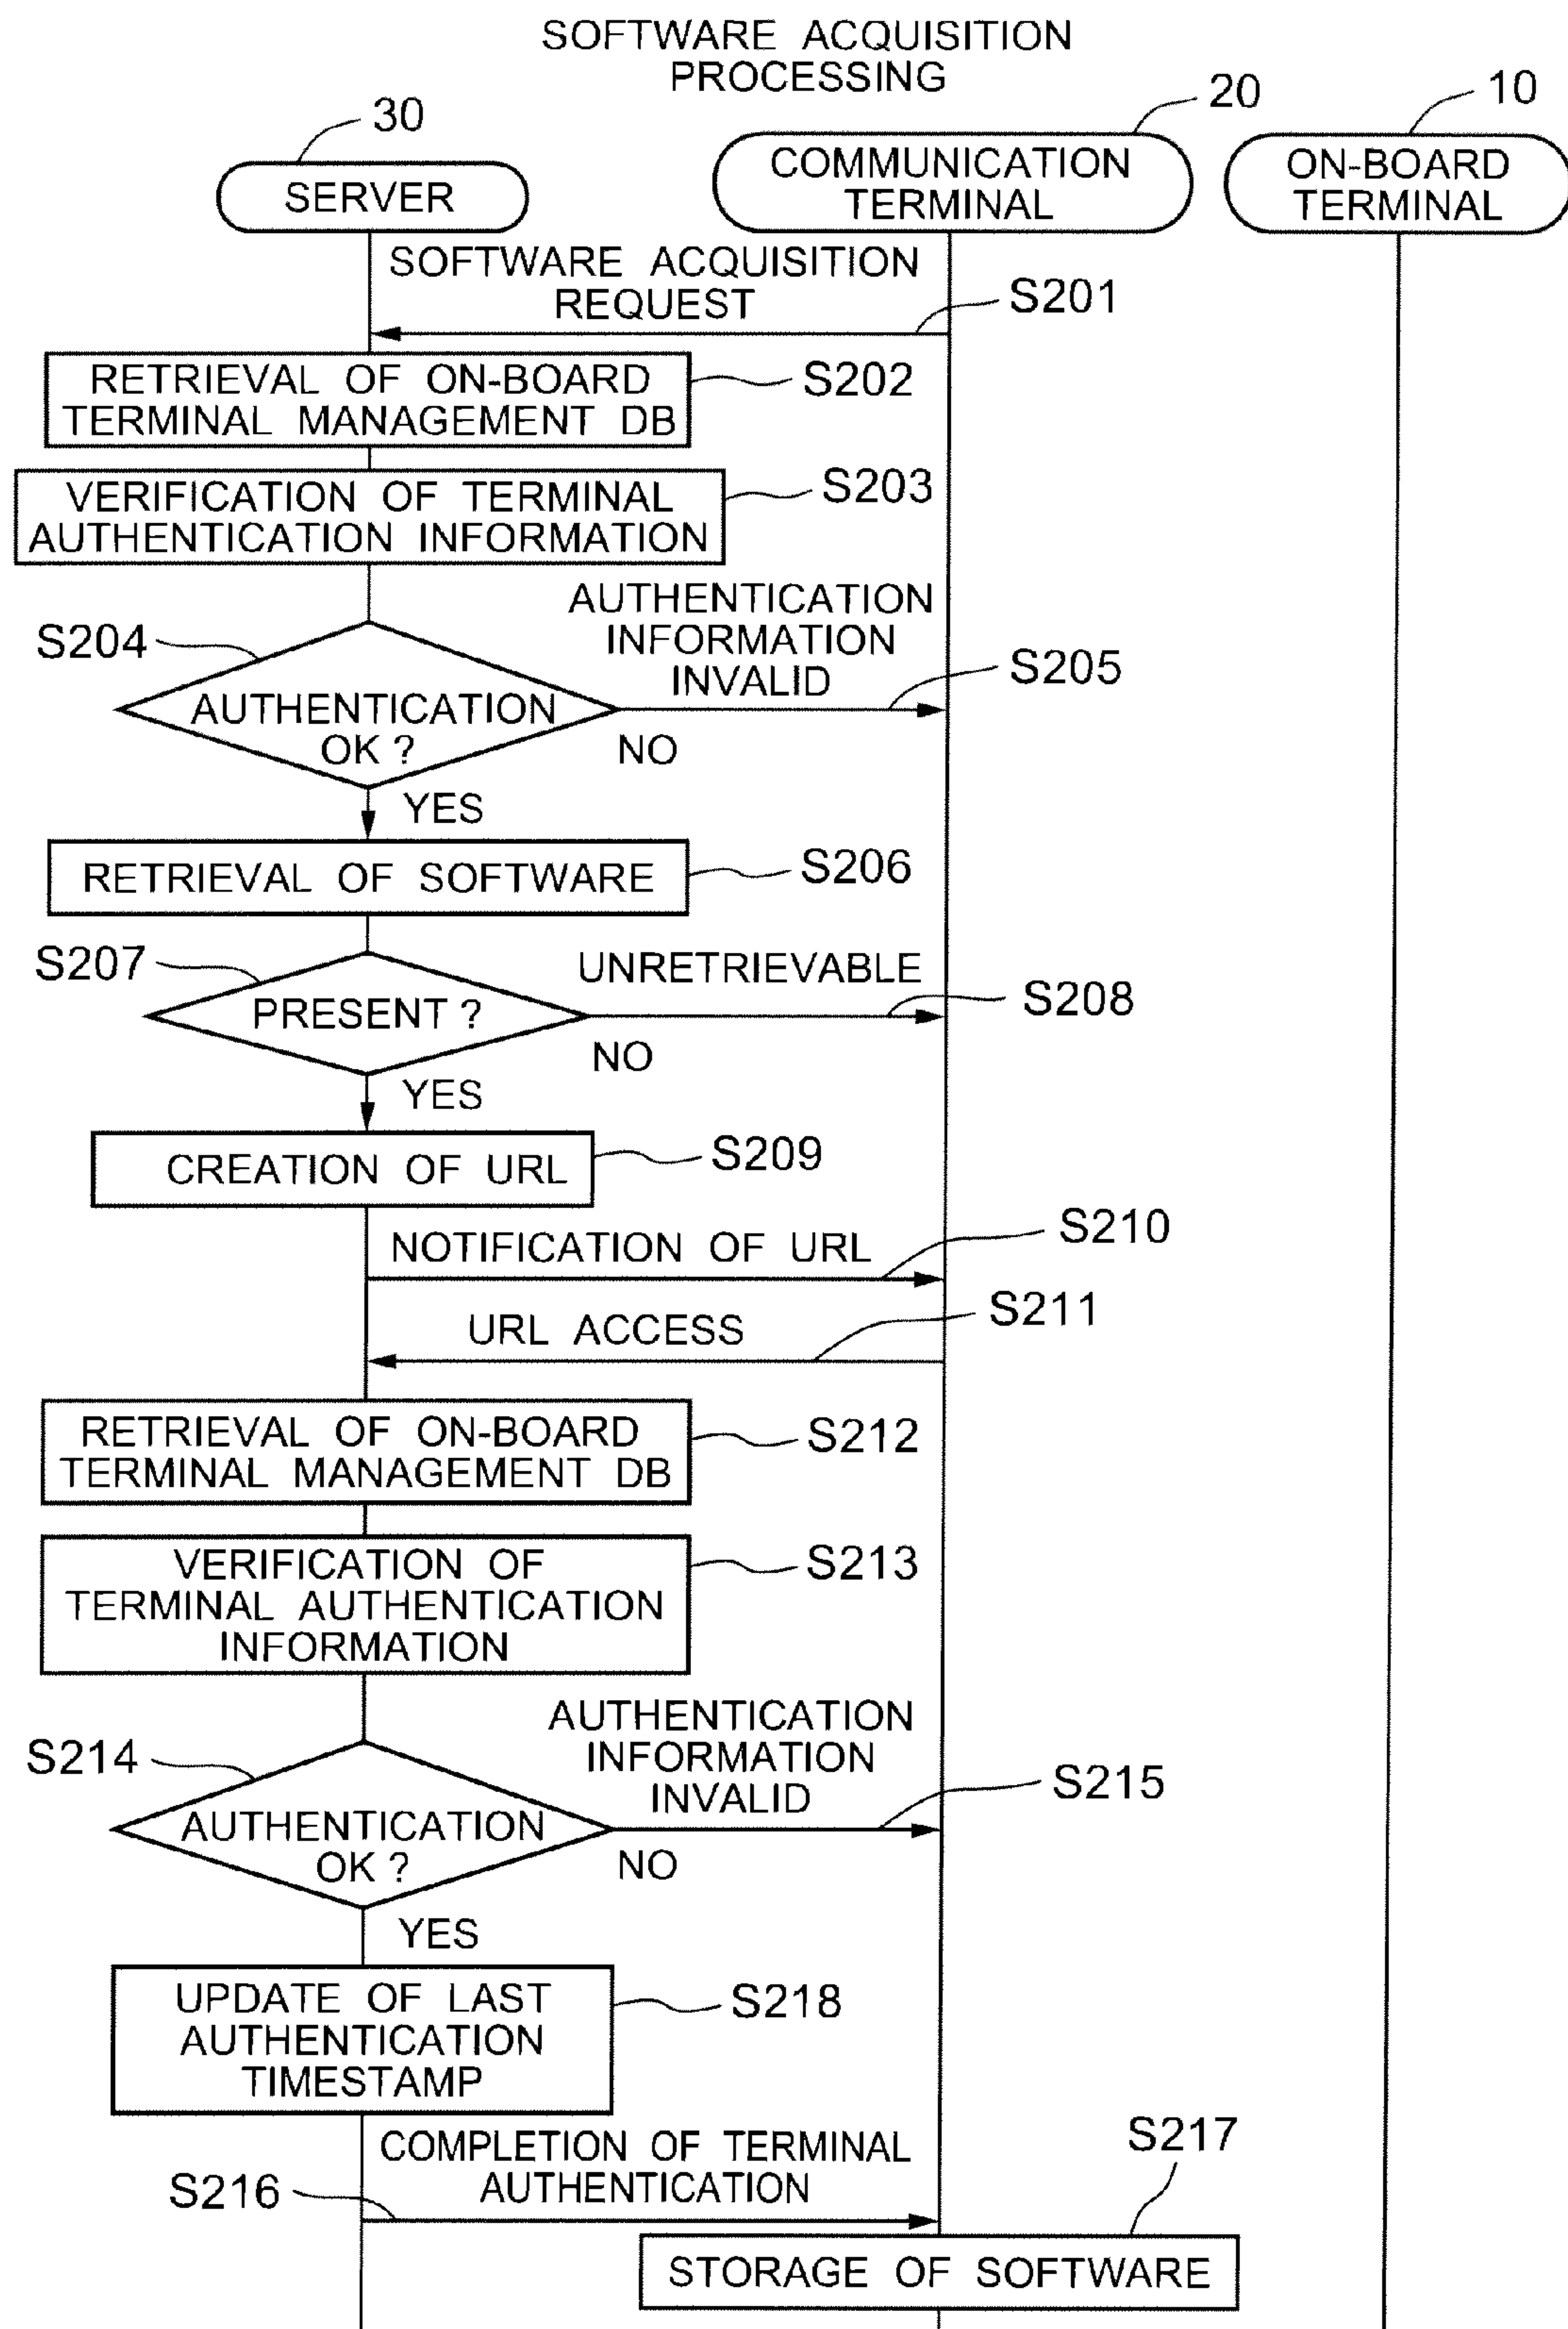 SOFTWARE ACQUISITION
PROCESSING
30
20
10
SERVER
COMMUNICATION
TERMINAL
ON-BOARD
TERMINAL
SOFTWARE ACQUISITION
REQUEST
S201
RETRIEVAL OF ON-BOARD
TERMINAL MANAGEMENT DB
S202
VERIFICATION OF TERMINAL
AUTHENTICATION INFORMATION
S203
AUTHENTICATION
INFORMATION
INVALID
S204
S205
AUTHENTICATION
OK ?
NO
YES
RETRIEVAL OF SOFTWARE
S206
S207
UNRETRIEVABLE
S208
PRESENT ?
NO
YES
CREATION OF URL
S209
NOTIFICATION OF URL
S210
URL ACCESS
S211
RETRIEVAL OF ON-BOARD
TERMINAL MANAGEMENT DB
S212
VERIFICATION OF
TERMINAL AUTHENTICATION
INFORMATION
S213
AUTHENTICATION
INFORMATION
INVALID
S214
S215
AUTHENTICATION
OK ?
NO
YES
UPDATE OF LAST
AUTHENTICATION
TIMESTAMP
S218
COMPLETION OF TERMINAL
AUTHENTICATION
S216
S217
STORAGE OF SOFTWARE